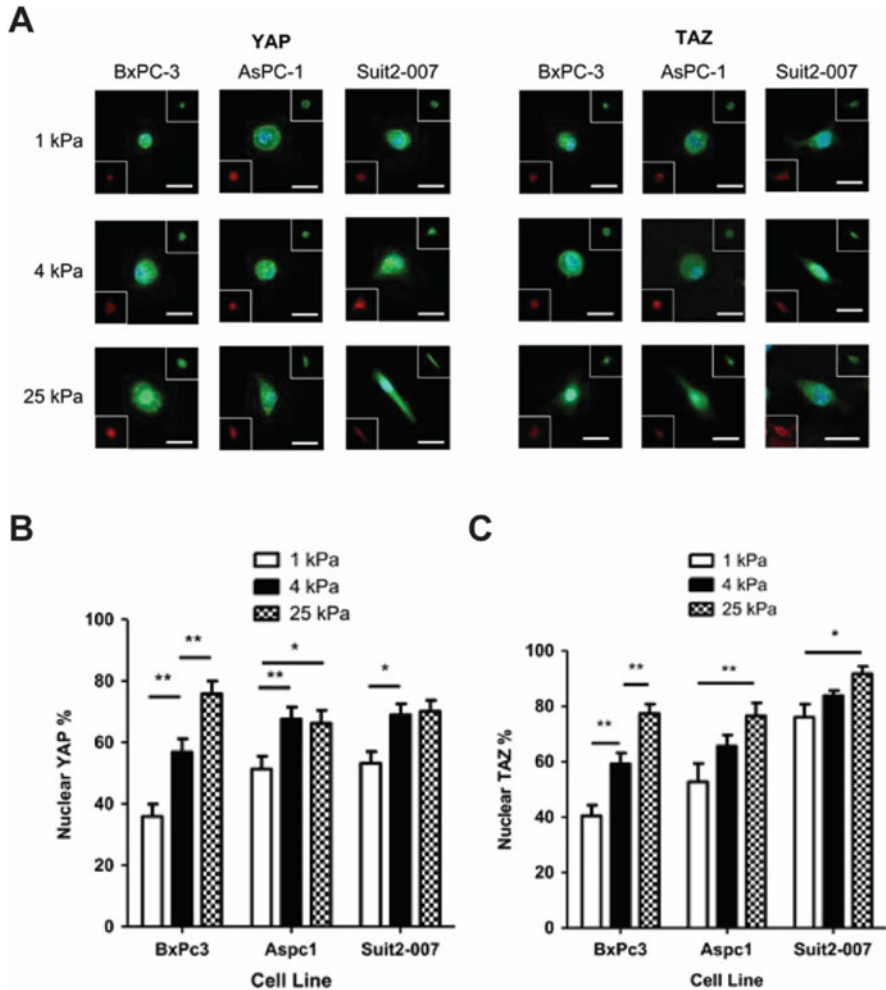 A
YAP
TAZ
BxPC-3 AsPC-1 Suit2-007 BxPC-3 AsPC-1 Suit2-007
1 kPa
4 kPa
25 kPa
B
1 kPa
4 kPa
25 kPa
Nuclear YAP %
100
80
60
40
20
0
** ** ** * *
BxPc3 Aspc1 Suit2-007
Cell Line
C
1 kPa
4 kPa
25 kPa
Nuclear TAZ %
100
80
60
40
20
0
** ** ** *
BxPc3 Aspc1 Suit2-007
Cell Line